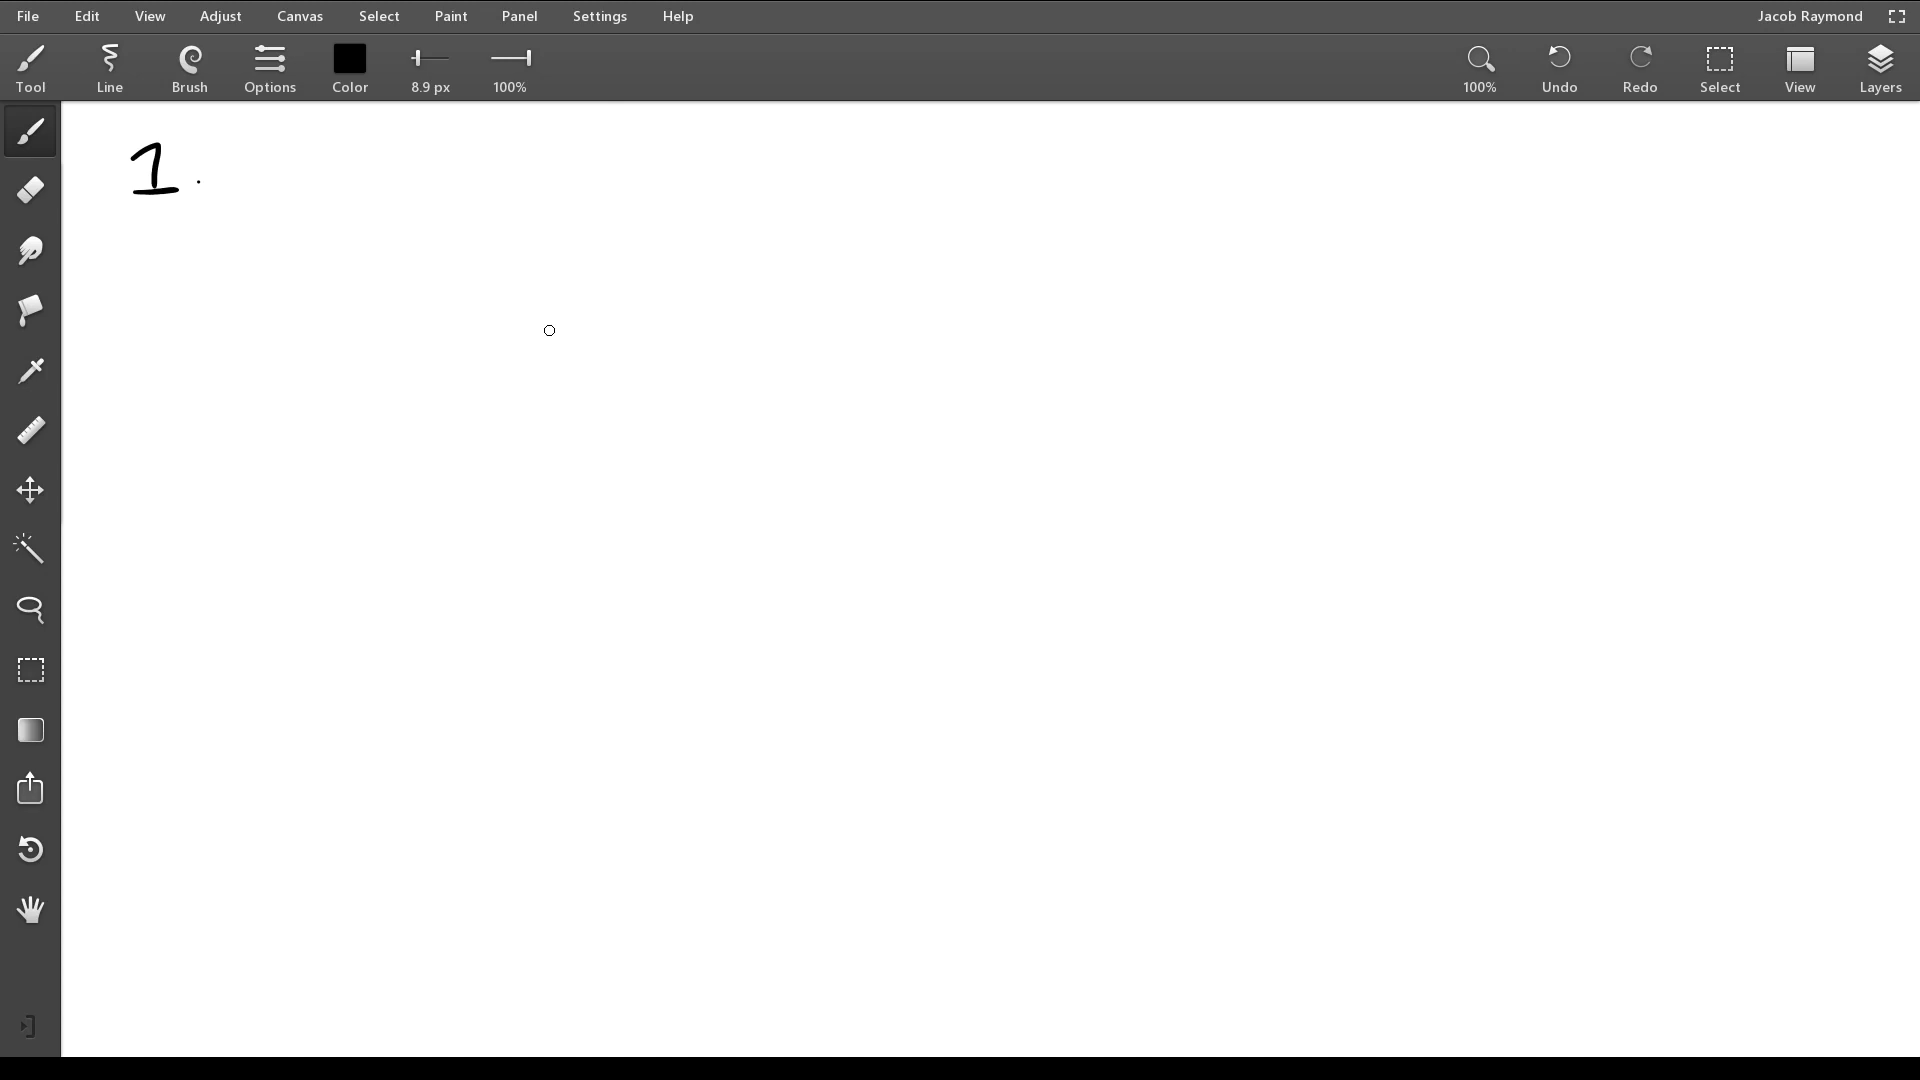 File Edit View Adjust Canvas Select Paint Panel Settings Help Jacob Raymond
Tool Line Brush Options Color 8.9 px 100% 100% Undo Redo Select View Layers
1.